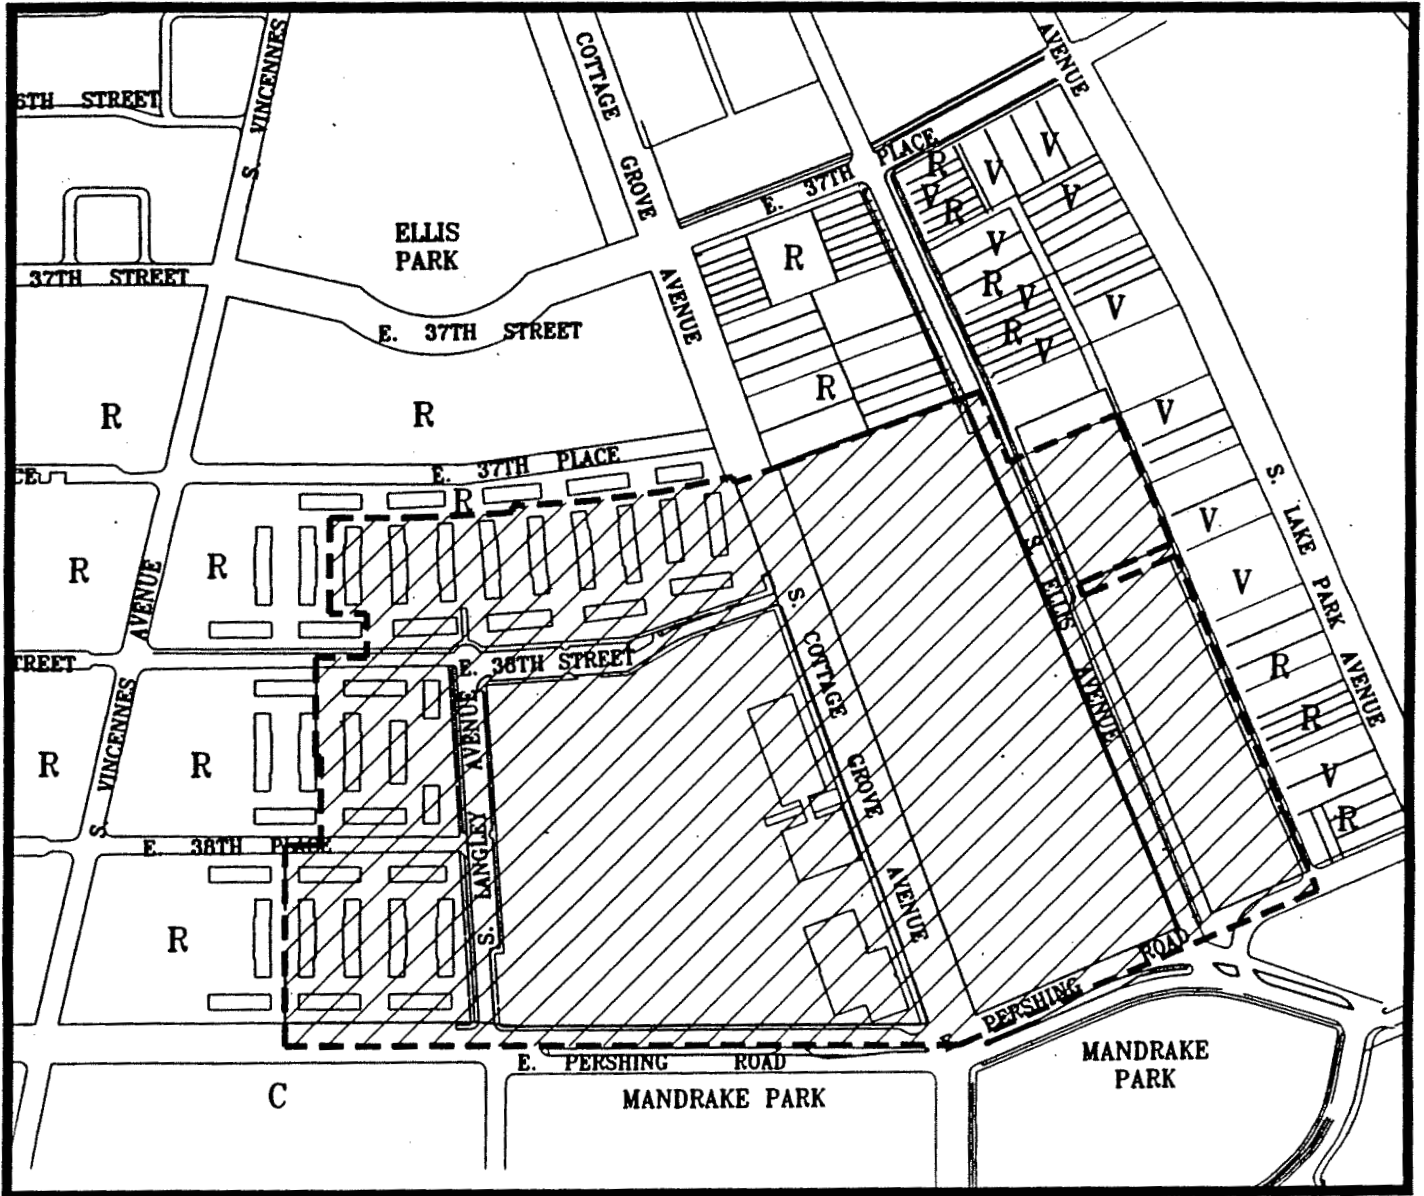 COTTAGE
GROVE
AVENUE
S. VINCENNES
AVENUE
6TH STREET
E. 37TH PLACE
ELLIS
PARK
37TH STREET
E. 37TH STREET
R
V
R
V
V
V
V
R
V
R
V
V
R
R
R
R
V
E. 37TH PLACE
CE
R
R
R
AVENUE
V
V
S. LAKE PARK AVENUE
S. ELLIS AVENUE
S. COTTAGE GROVE AVENUE
TREET
E. 38TH STREET
S. VINCENNES
S. LANGLEY AVENUE
R
R
R
R
V
R
E. 38TH PLACE
R
PERSHING ROAD
E. PERSHING ROAD
C
MANDRAKE PARK
MANDRAKE
PARK